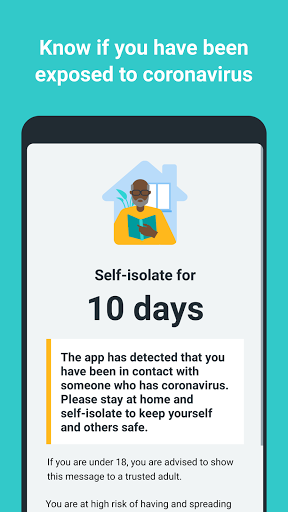 Know if you have been
exposed to coronavirus
Self-isolate for
10 days
The app has detected that you
have been in contact with
someone who has coronavirus.
Please stay at home and
self-isolate to keep yourself
and others safe.
If you are under 18, you are advised to show
this message to a trusted adult.
You are at high risk of having and spreading